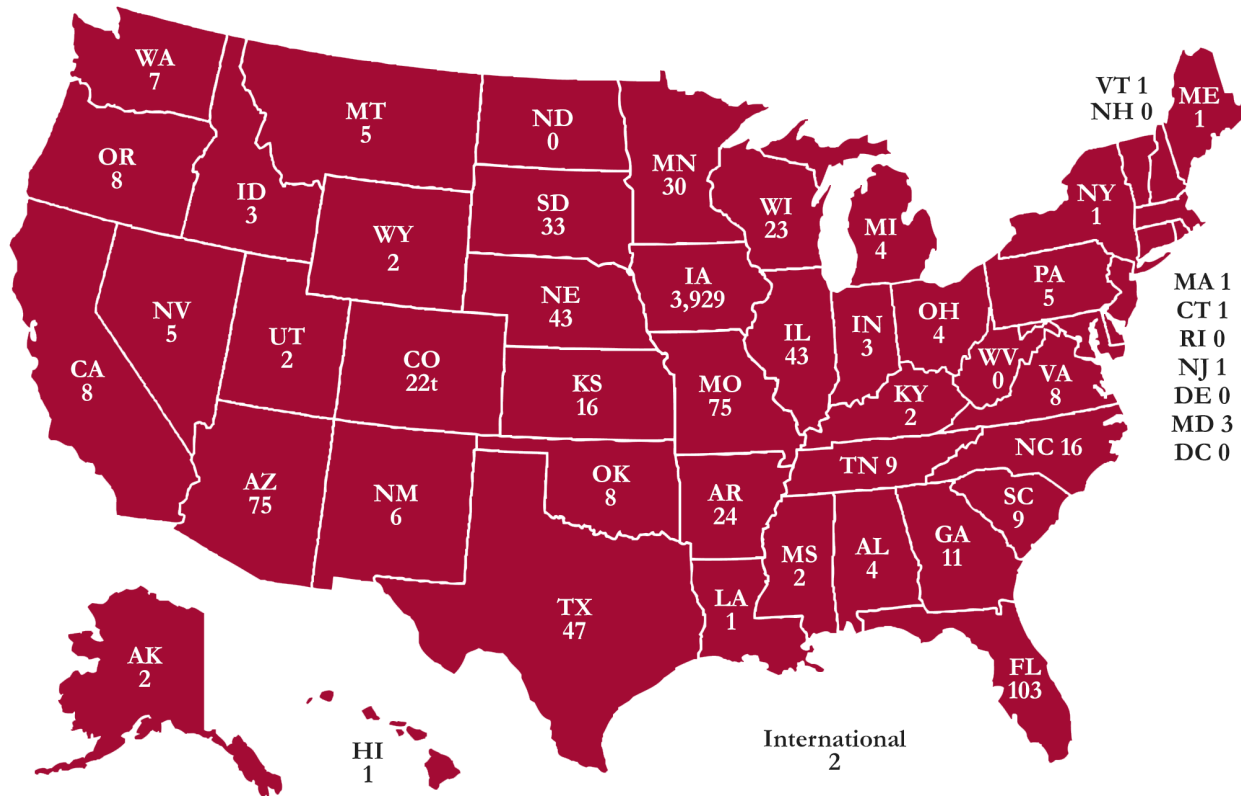 WA
7
OR
8
CA
8
NV
5
ID
3
MT
5
WY
2
UT
2
CO
22t
AZ
75
NM
6
ND
0
SD
33
NE
43
KS
16
OK
8
TX
47
MN
30
IA
3,929
MO
75
AR
24
LA
1
WI
23
IL
43
MI
4
IN
3
OH
4
KY
2
TN 9
MS
2
AL
4
GA
11
FL
103
SC
9
NC 16
VA
8
WV
0
PA
5
NY
1
VT 1
NH 0
ME
1
MA 1
CT 1
RI 0
NJ 1
DE 0
MD 3
DC 0
AK
2
HI
1
International
2